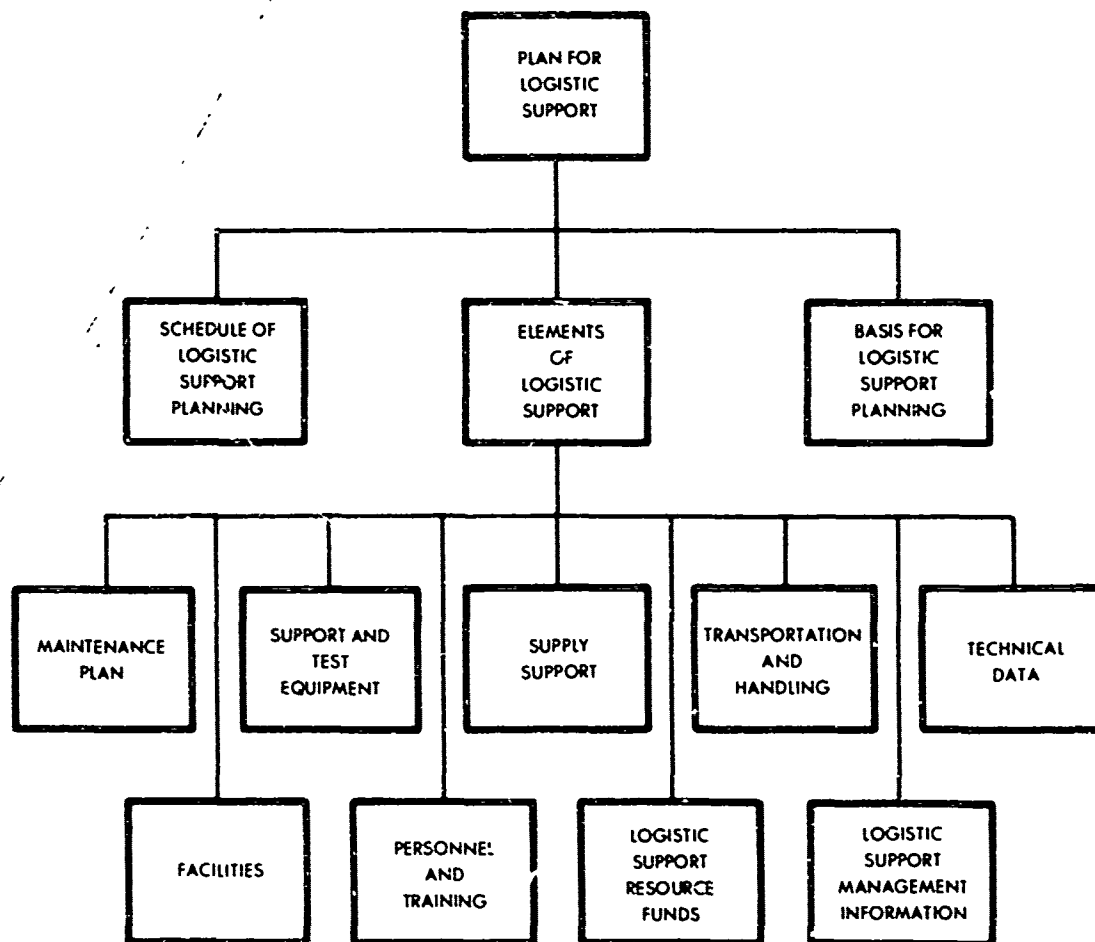 PLAN FOR
LOGISTIC
SUPPORT
SCHEDULE OF
LOGISTIC
SUPPORT
PLANNING
ELEMENTS
OF
LOGISTIC
SUPPORT
BASIS FOR
LOGISTIC
SUPPORT
PLANNING
MAINTENANCE
PLAN
SUPPORT AND
TEST
EQUIPMENT
SUPPLY
SUPPORT
TRANSPORTATION
AND
HANDLING
TECHNICAL
DATA
FACILITIES
PERSONNEL
AND
TRAINING
LOGISTIC
SUPPORT
RESOURCE
FUNDS
LOGISTIC
SUPPORT
MANAGEMENT
INFORMATION